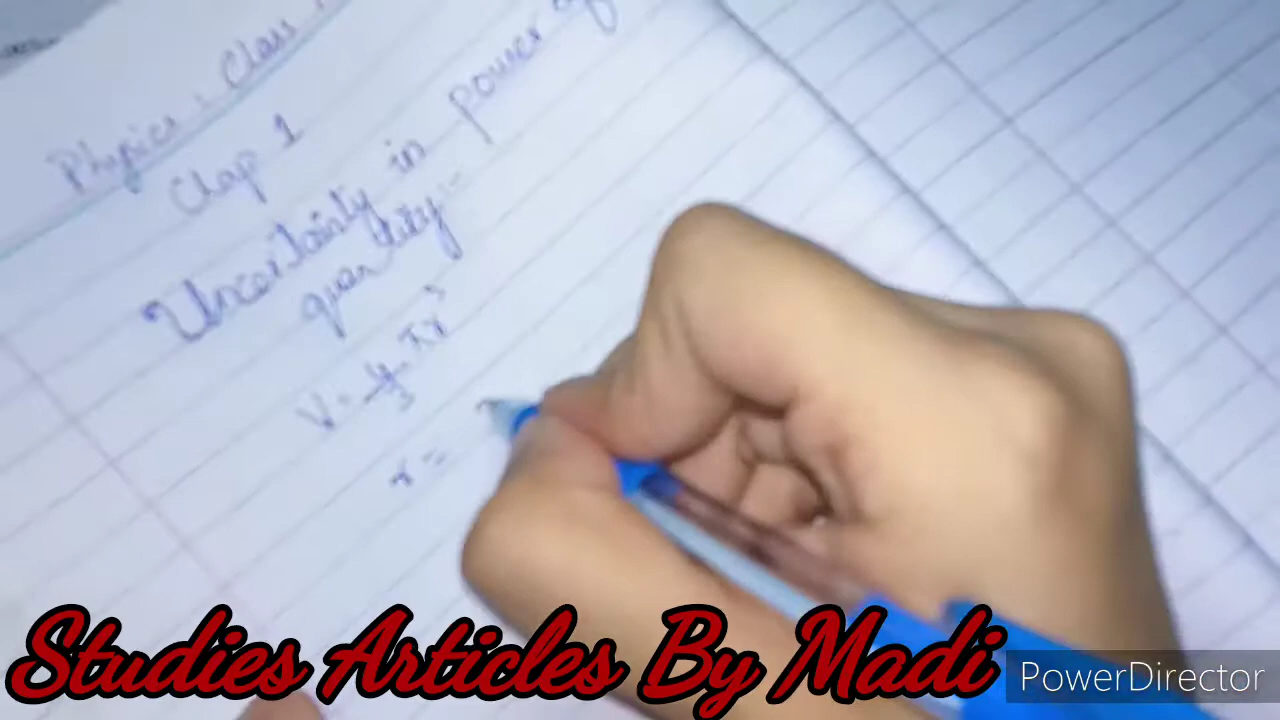 Physics : Class
Chap 1
Uncertainty in power of
quantity :-
V = 4/3 πr³
r =
Studies Articles By Madi
PowerDirector